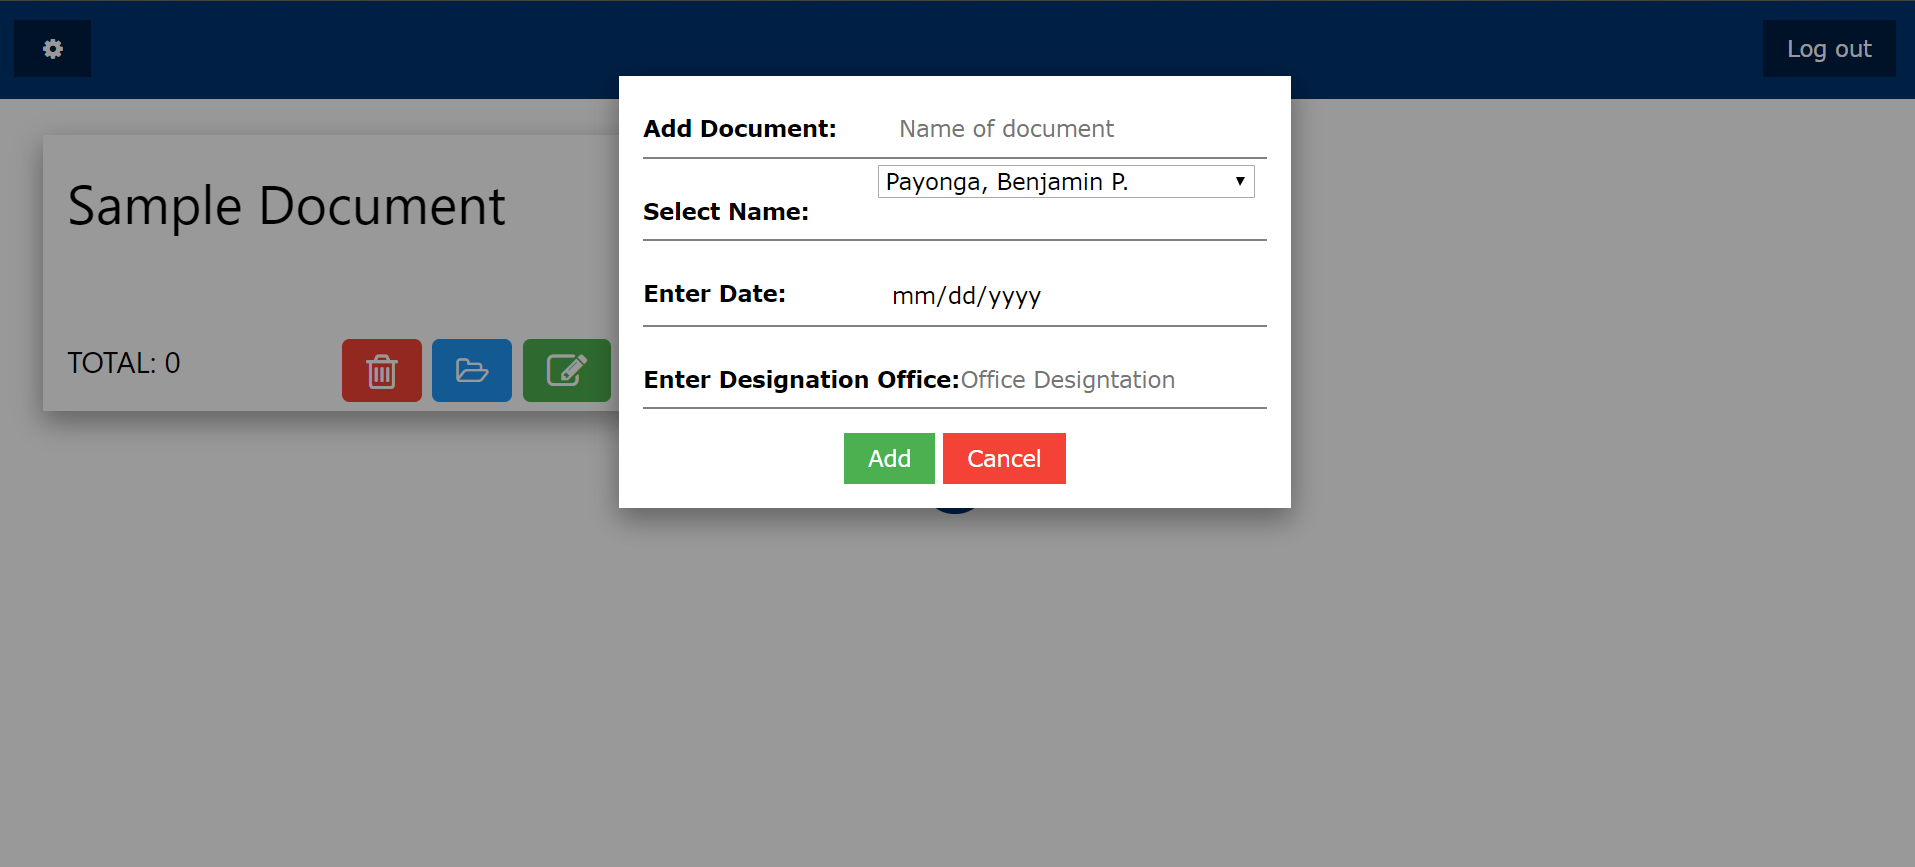 Log out
Sample Document
TOTAL: 0
Add Document: Name of document
Payonga, Benjamin P.
Select Name:
Enter Date: mm/dd/yyyy
Enter Designation Office:Office Designtation
Add Cancel